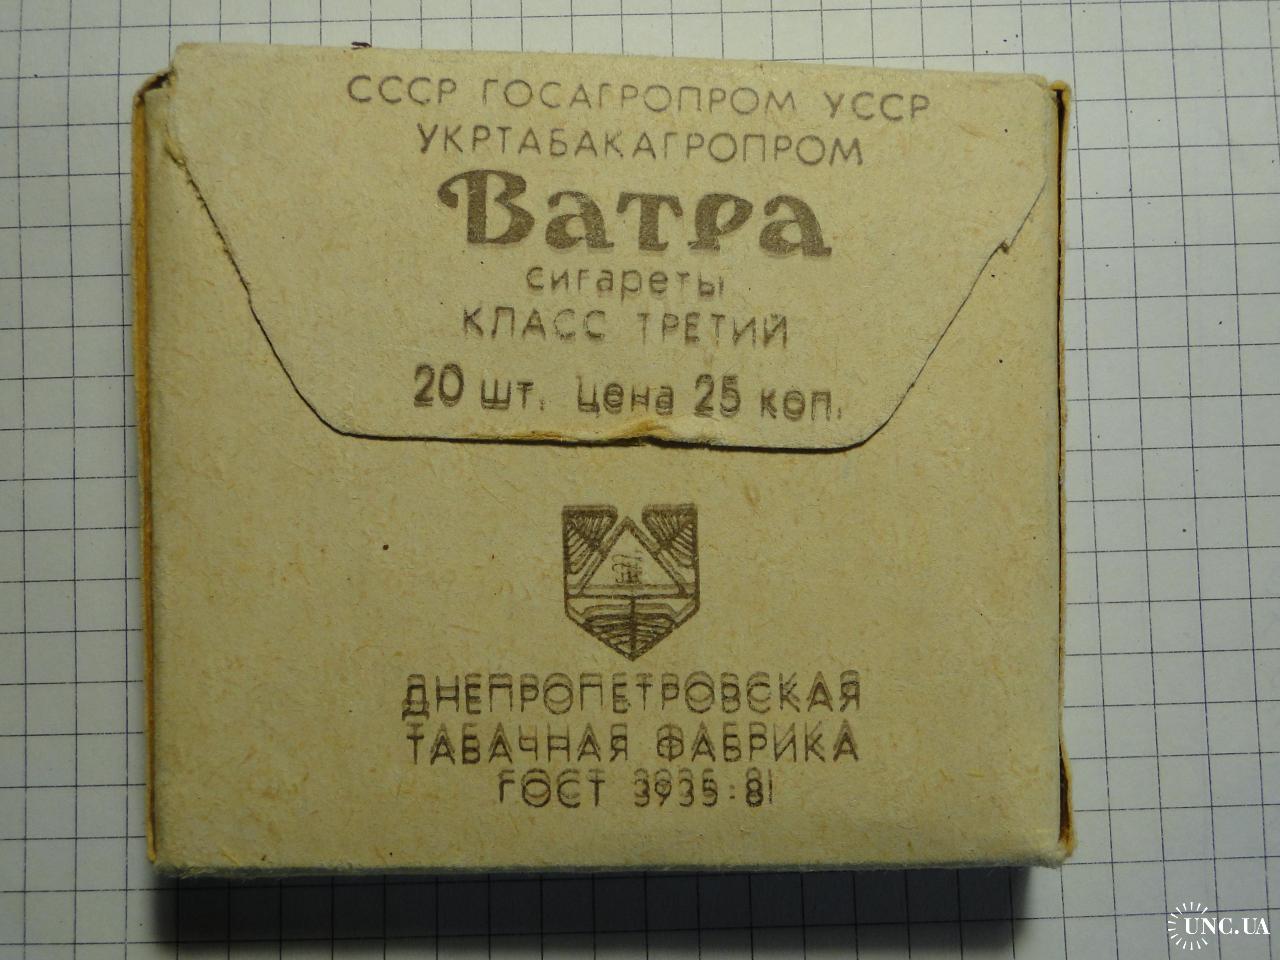 СССР ГОСАГРОПРОМ УССР
УКРТАБАКАГРОПРОМ
Ватра
сигареты
КЛАСС ТРЕТИЙ
20 шт. цена 25 коп.
ДНЕПРОПЕТРОВСКАЯ
ТАБАЧНАЯ ФАБРИКА
ГОСТ 3935-81
UNC.UA